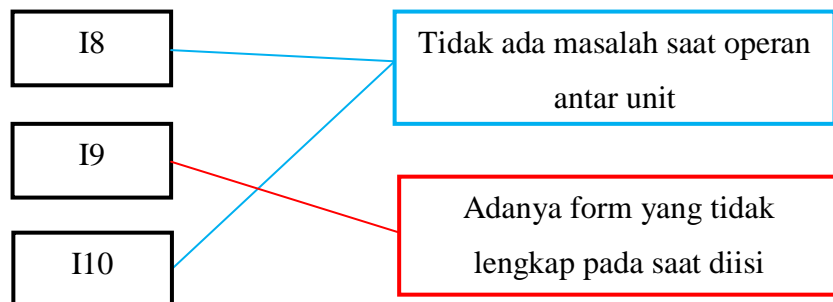 I8
Tidak ada masalah saat operan
antar unit
I9
Adanya form yang tidak
lengkap pada saat diisi
I10